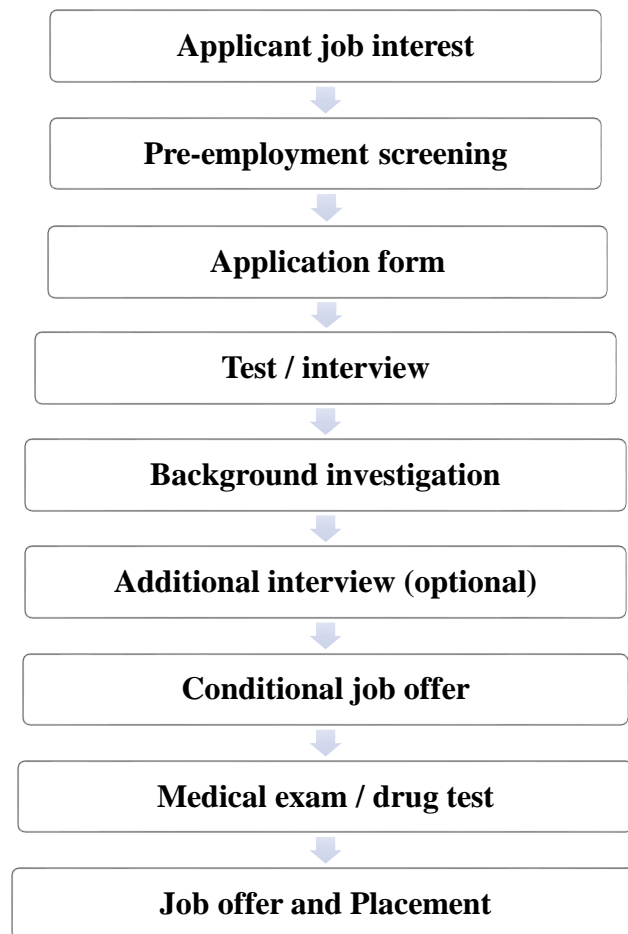 Applicant job interest
Pre-employment screening
Application form
Test / interview
Background investigation
Additional interview (optional)
Conditional job offer
Medical exam / drug test
Job offer and Placement